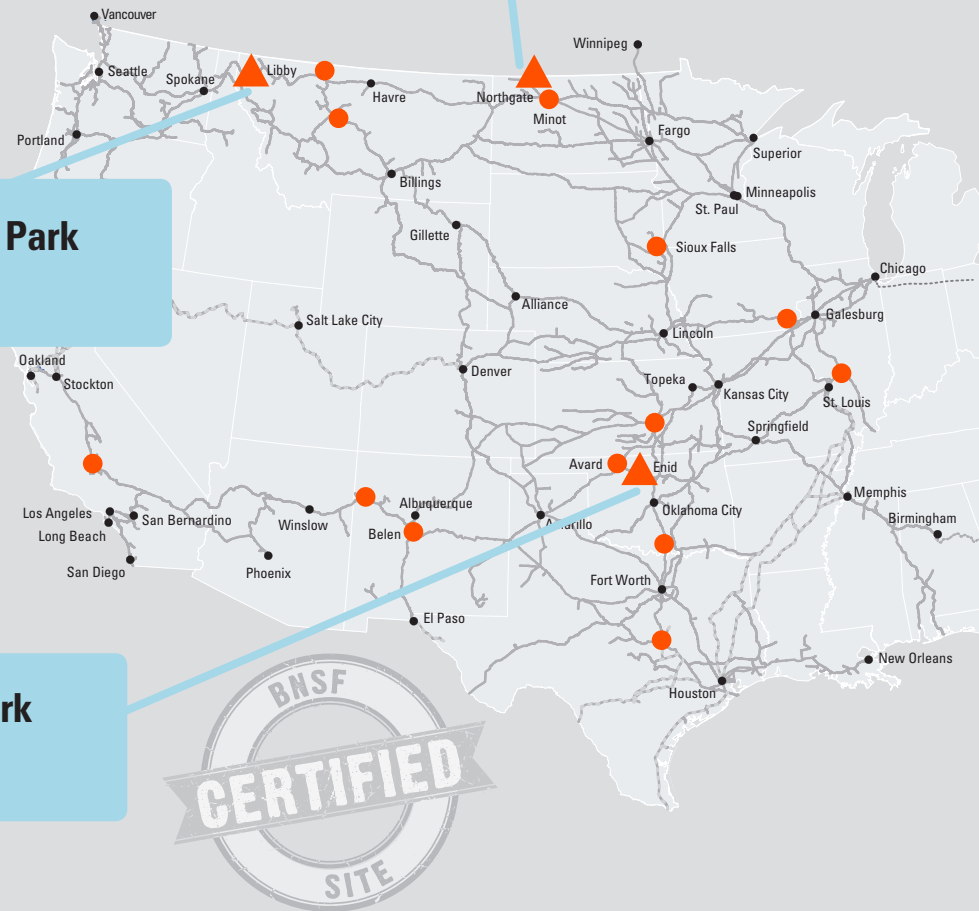 Vancouver
Winnipeg
Seattle
Spokane
Libby
Havre
Northgate
Minot
Portland
Fargo
Superior
Billings
Minneapolis
St. Paul
Park
Gillette
Sioux Falls
Chicago
Alliance
Salt Lake City
Galesburg
Lincoln
Oakland
Stockton
Denver
Topeka
Kansas City
St. Louis
Springfield
Avard
Enid
Memphis
Los Angeles
San Bernardino
Long Beach
Winslow
Albuquerque
Belen
Amarillo
Oklahoma City
Birmingham
San Diego
Phoenix
Fort Worth
El Paso
New Orleans
Houston
rk
BNSF
CERTIFIED
SITE